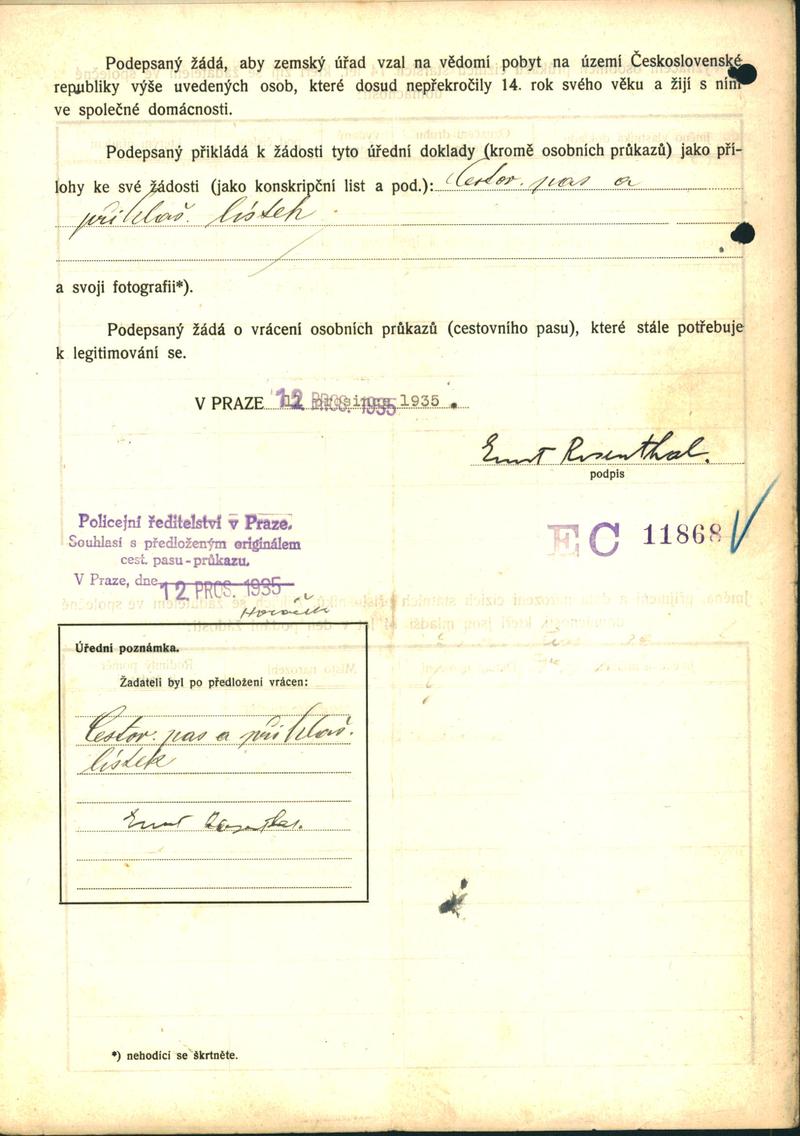 Podepsaný žádá, aby zemský úřad vzal na vědomí pobyt na území Československé
republiky výše uvedených osob, které dosud nepřekročily 14. rok svého věku a žijí s ním
ve společné domácnosti.
Podepsaný přikládá k žádosti tyto úřední doklady (kromě osobních průkazů) jako pří-
lohy ke své žádosti (jako konskripční list a pod.): Cestov. pas a
přihlaš. lístek
a svoji fotografii*).
Podepsaný žádá o vrácení osobních průkazů (cestovního pasu), které stále potřebuje
k legitimování se.
V PRAZE 12 PROS. 1935
Ernst Rosenthal.
podpis
Policejní ředitelství v Praze.
Souhlasí s předloženým originálem
cest. pasu-průkazu.
V Praze, dne 12 PROS. 1935
EC 11868
Horáček
Úřední poznámka.
Žadateli byl po předložení vrácen:
Cestov. pas a přihlaš.
lístek
Ernst Rosenthal.
*) nehodící se škrtněte.